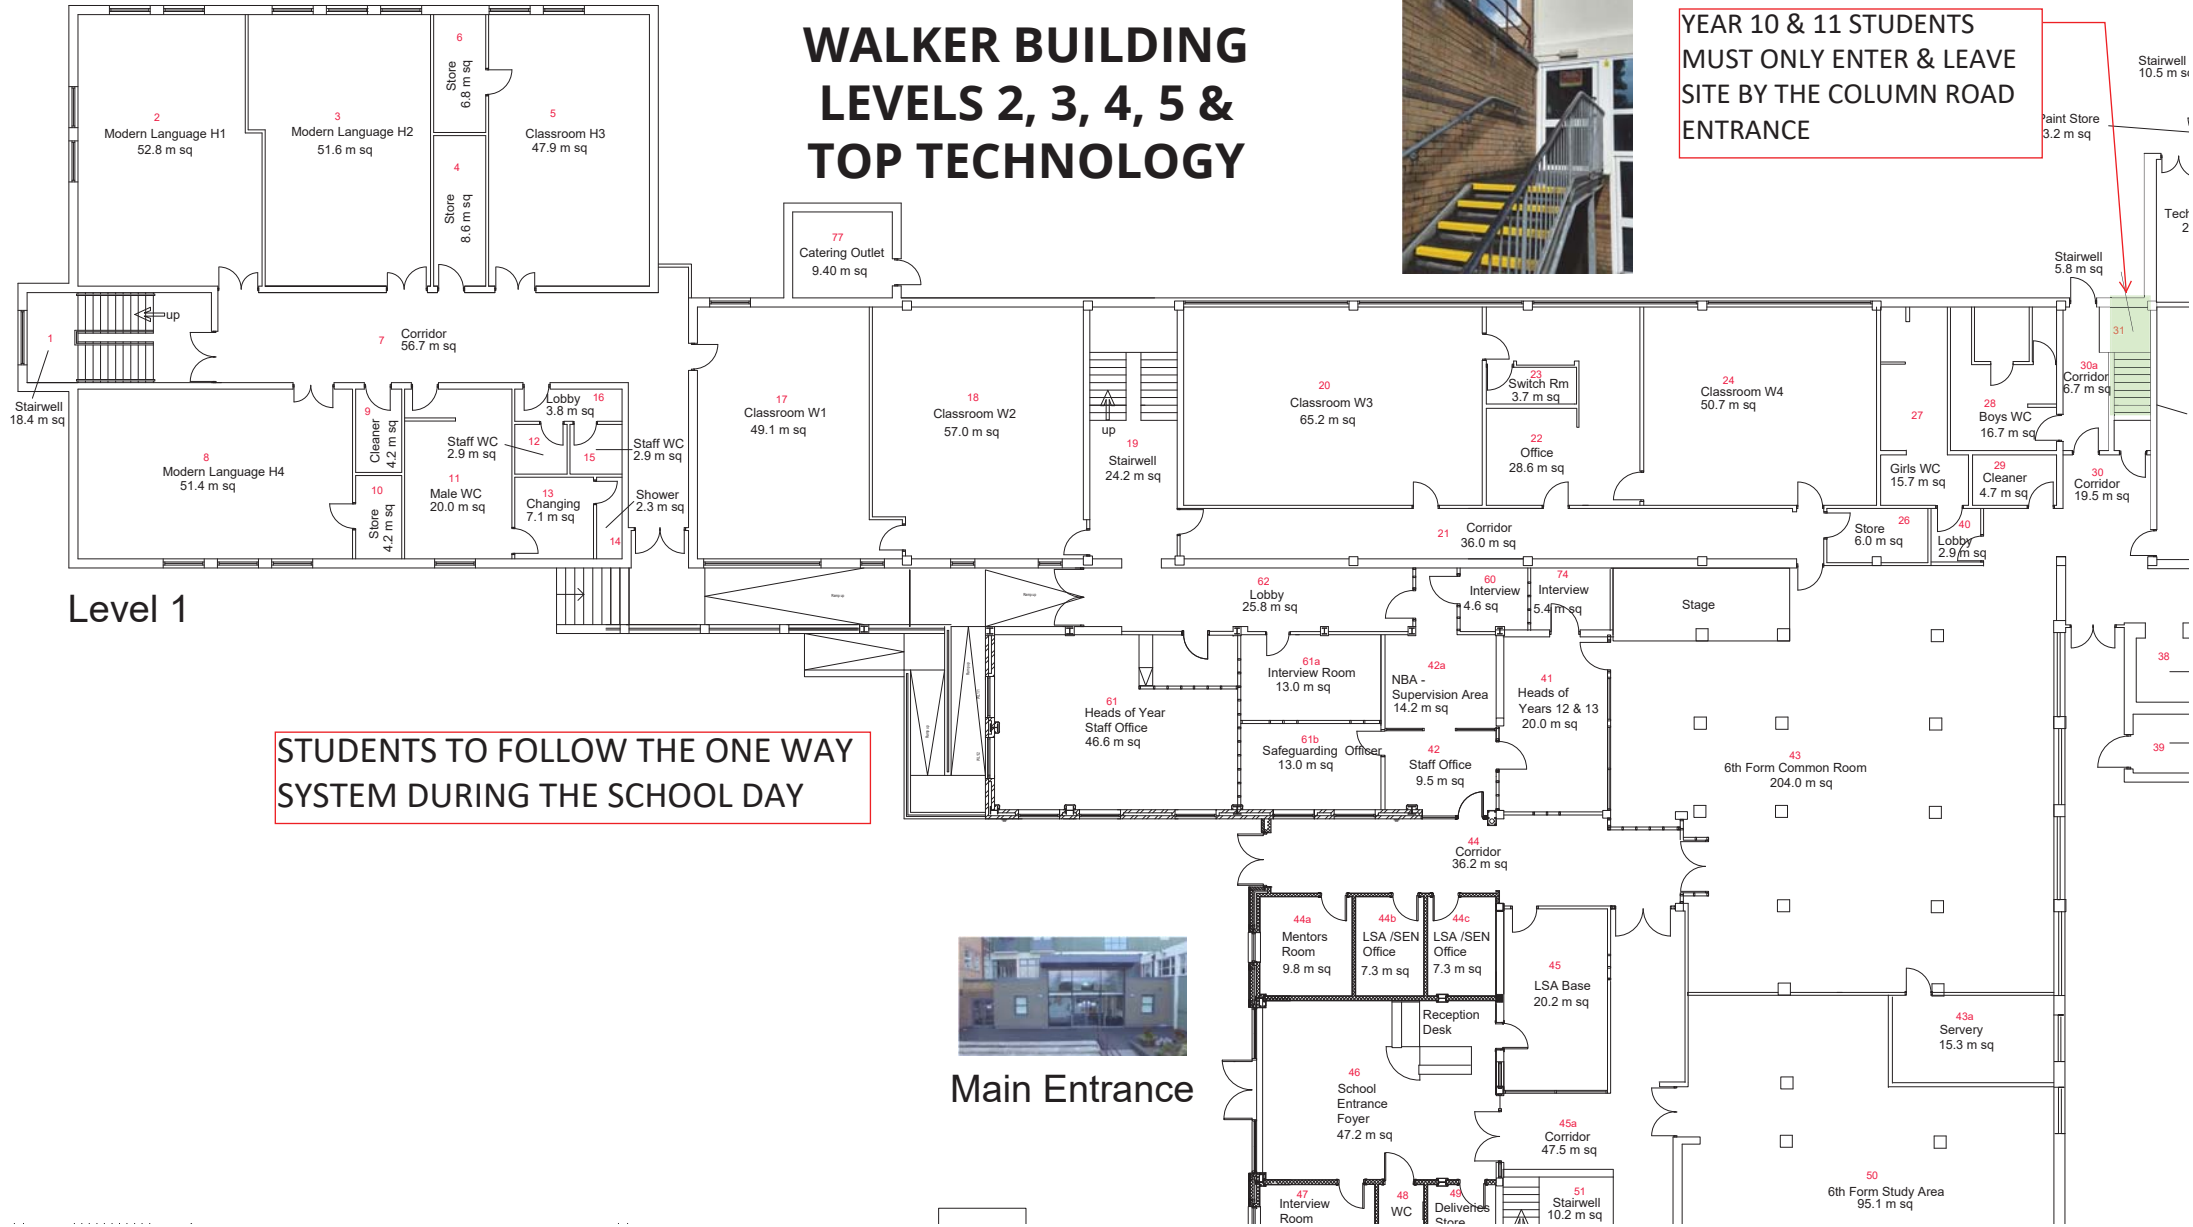 WALKER BUILDING
LEVELS 2, 3, 4, 5 &
TOP TECHNOLOGY
YEAR 10 & 11 STUDENTS
MUST ONLY ENTER & LEAVE
SITE BY THE COLUMN ROAD
ENTRANCE
Stairwell
10.5 m sq
Paint Store
3.2 m sq
Tech
2
2
Modern Language H1
52.8 m sq
3
Modern Language H2
51.6 m sq
6
Store
6.8 m sq
4
Store
8.6 m sq
5
Classroom H3
47.9 m sq
77
Catering Outlet
9.40 m sq
1
Stairwell
18.4 m sq
up
7
Corridor
56.7 m sq
8
Modern Language H4
51.4 m sq
9
Cleaner
4.2 m sq
10
Store
4.2 m sq
11
Male WC
20.0 m sq
Staff WC
2.9 m sq
12
Lobby
3.8 m sq
16
15
Staff WC
2.9 m sq
13
Changing
7.1 m sq
Shower
2.3 m sq
14
17
Classroom W1
49.1 m sq
18
Classroom W2
57.0 m sq
up
19
Stairwell
24.2 m sq
20
Classroom W3
65.2 m sq
23
Switch Rm
3.7 m sq
22
Office
28.6 m sq
24
Classroom W4
50.7 m sq
21
Corridor
36.0 m sq
27
Girls WC
15.7 m sq
28
Boys WC
16.7 m sq
29
Cleaner
4.7 m sq
Stairwell
5.8 m sq
31
30a
Corridor
6.7 m sq
30
Corridor
19.5 m sq
26
Store
6.0 m sq
40
Lobby
2.9 m sq
Level 1
62
Lobby
25.8 m sq
60
Interview
4.6 sq
74
Interview
5.4 m sq
Stage
38
39
STUDENTS TO FOLLOW THE ONE WAY
SYSTEM DURING THE SCHOOL DAY
61
Heads of Year
Staff Office
46.6 m sq
61a
Interview Room
13.0 m sq
61b
Safeguarding Officer
13.0 m sq
42a
NBA -
Supervision Area
14.2 m sq
42
Staff Office
9.5 m sq
41
Heads of
Years 12 & 13
20.0 m sq
43
6th Form Common Room
204.0 m sq
44
Corridor
36.2 m sq
44a
Mentors
Room
9.8 m sq
44b
LSA /SEN
Office
7.3 m sq
44c
LSA /SEN
Office
7.3 m sq
45
LSA Base
20.2 m sq
Main Entrance
Reception
Desk
46
School
Entrance
Foyer
47.2 m sq
43a
Servery
15.3 m sq
45a
Corridor
47.5 m sq
50
6th Form Study Area
95.1 m sq
47
Interview
Room
48
WC
49
Deliveries
Store
51
Stairwell
10.2 m sq